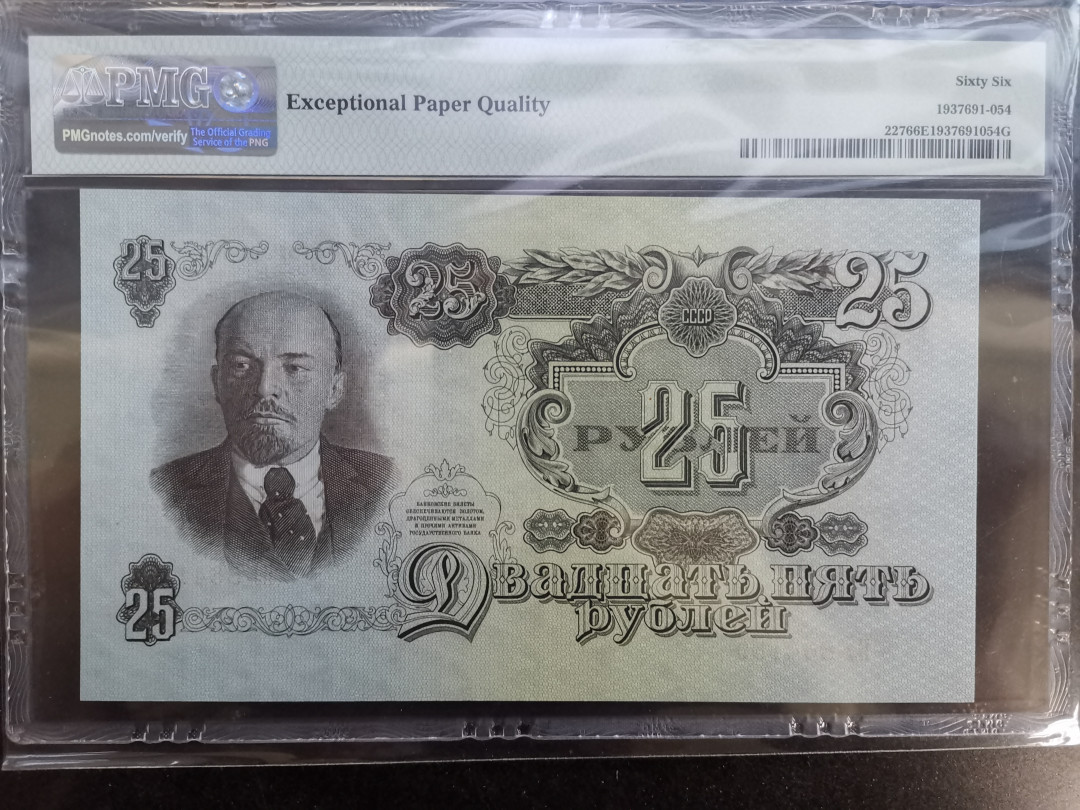 PMG
PMGnotes.com/verify
The Official Grading
Service of the PNG
Exceptional Paper Quality
Sixty Six
1937691-054
22766E1937691054G
25
25
25
СССР
25
РУБЛЕЙ
БАНКОВСКИЕ БИЛЕТЫ
ОБЕСПЕЧИВАЮТСЯ ЗОЛОТОМ,
ДРАГОЦЕННЫМИ МЕТАЛЛАМИ
И ПРОЧИМИ АКТИВАМИ
ГОСУДАРСТВЕННОГО БАНКА
25
Двадцать пять
рублей